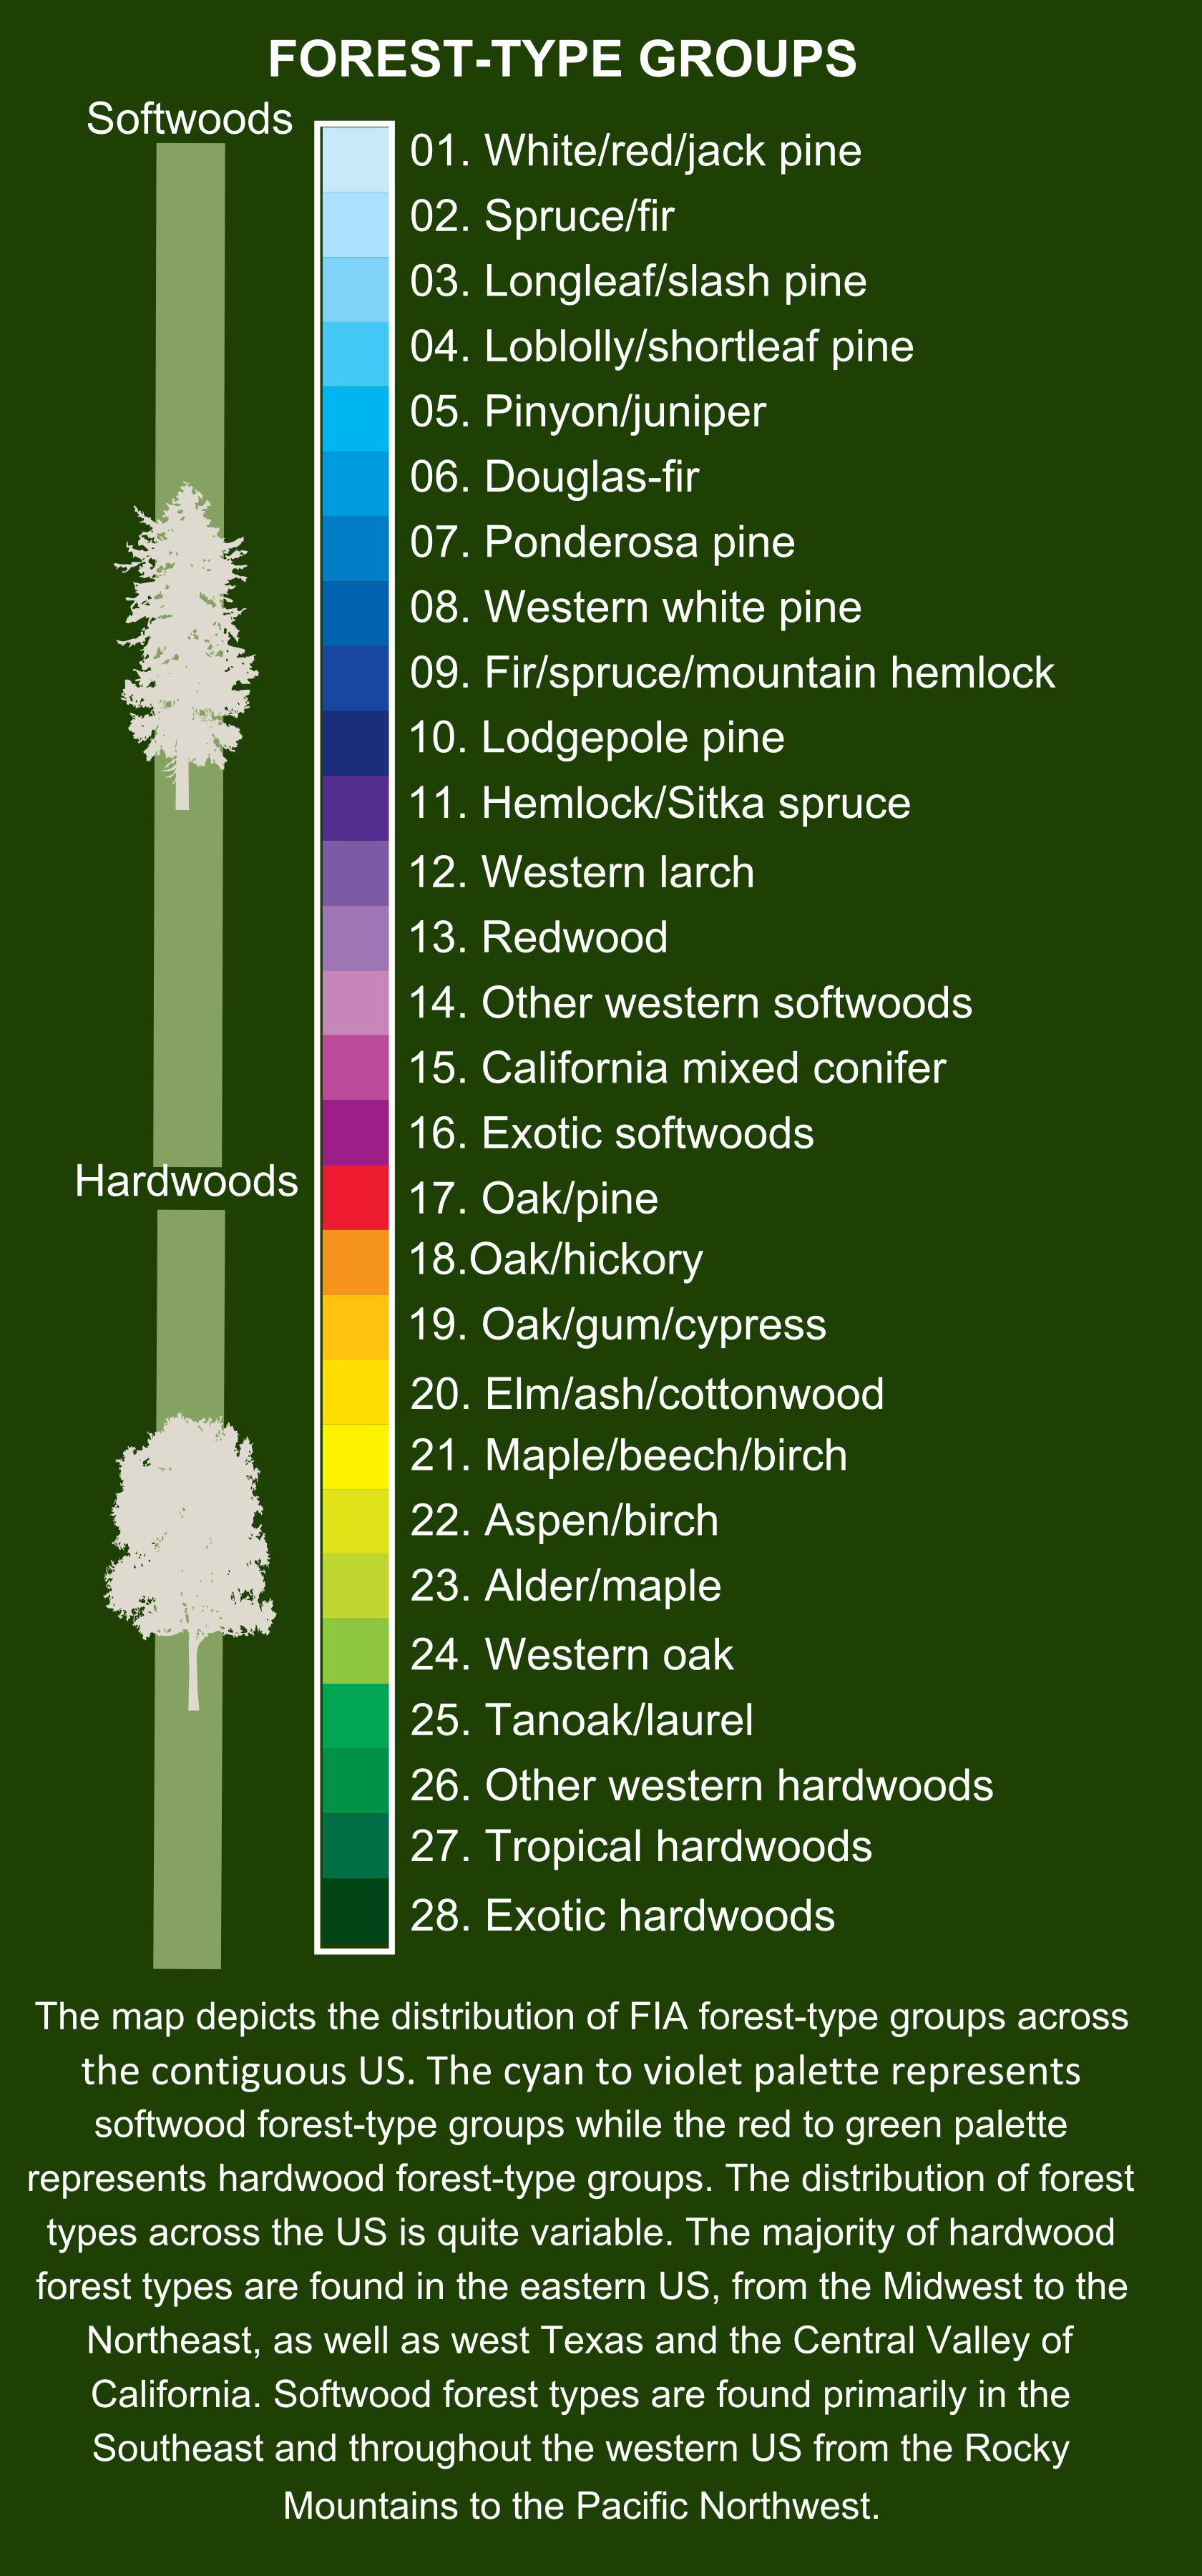 FOREST-TYPE GROUPS
Softwoods
01. White/red/jack pine
02. Spruce/fir
03. Longleaf/slash pine
04. Loblolly/shortleaf pine
05. Pinyon/juniper
06. Douglas-fir
07. Ponderosa pine
08. Western white pine
09. Fir/spruce/mountain hemlock
10. Lodgepole pine
11. Hemlock/Sitka spruce
12. Western larch
13. Redwood
14. Other western softwoods
15. California mixed conifer
16. Exotic softwoods
Hardwoods
17. Oak/pine
18.Oak/hickory
19. Oak/gum/cypress
20. Elm/ash/cottonwood
21. Maple/beech/birch
22. Aspen/birch
23. Alder/maple
24. Western oak
25. Tanoak/laurel
26. Other western hardwoods
27. Tropical hardwoods
28. Exotic hardwoods
The map depicts the distribution of FIA forest-type groups across
the contiguous US. The cyan to violet palette represents
softwood forest-type groups while the red to green palette
represents hardwood forest-type groups. The distribution of forest
types across the US is quite variable. The majority of hardwood
forest types are found in the eastern US, from the Midwest to the
Northeast, as well as west Texas and the Central Valley of
California. Softwood forest types are found primarily in the
Southeast and throughout the western US from the Rocky
Mountains to the Pacific Northwest.